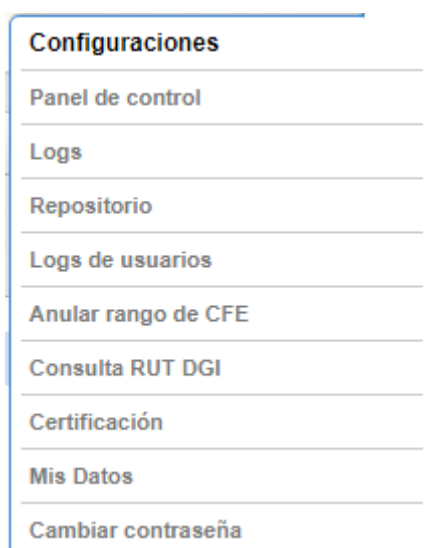 Configuraciones
Panel de control
Logs
Repositorio
Logs de usuarios
Anular rango de CFE
Consulta RUT DGI
Certificación
Mis Datos
Cambiar contraseña